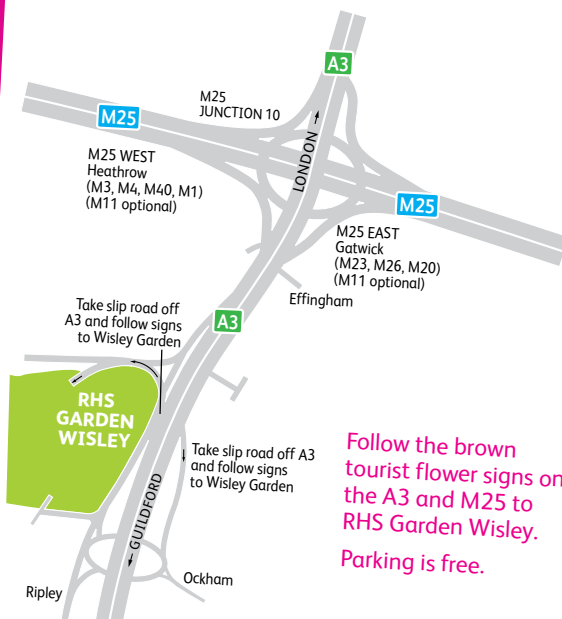 A3
M25
JUNCTION 10
M25
LONDON
M25 WEST
Heathrow
(M3, M4, M40, M1)
(M11 optional)
M25
M25 EAST
Gatwick
(M23, M26, M20)
(M11 optional)
Effingham
Take slip road off
A3 and follow signs
to Wisley Garden
A3
RHS
GARDEN
WISLEY
Take slip road off A3
and follow signs
to Wisley Garden
GUILDFORD
Follow the brown
tourist flower signs on
the A3 and M25 to
RHS Garden Wisley.
Parking is free.
Ockham
Ripley